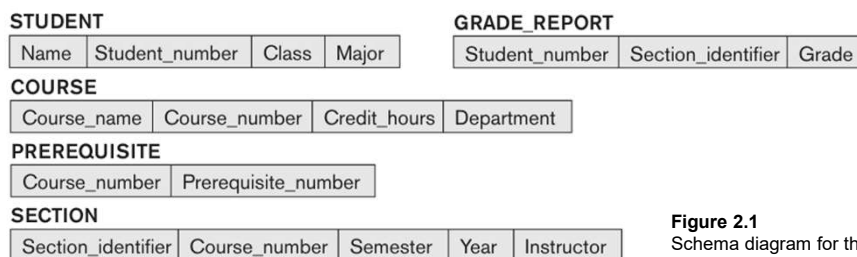 STUDENT
Name Student_number Class Major
GRADE_REPORT
Student_number Section_identifier Grade
COURSE
Course_name Course_number Credit_hours Department
PREREQUISITE
Course_number Prerequisite_number
SECTION
Section_identifier Course_number Semester Year Instructor
Figure 2.1
Schema diagram for th